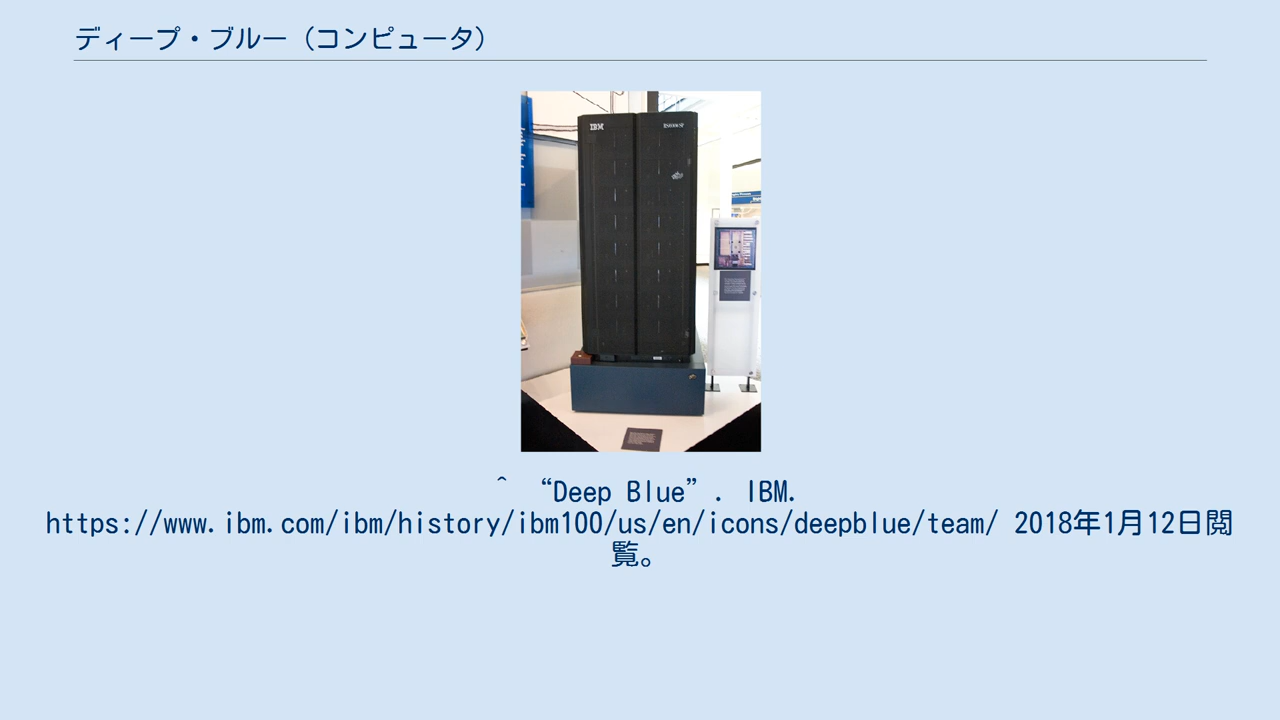 ディープ・ブルー（コンピュータ）
IBM
^ “Deep Blue”. IBM.
https://www.ibm.com/ibm/history/ibm100/us/en/icons/deepblue/team/ 2018年1月12日閲
覧。